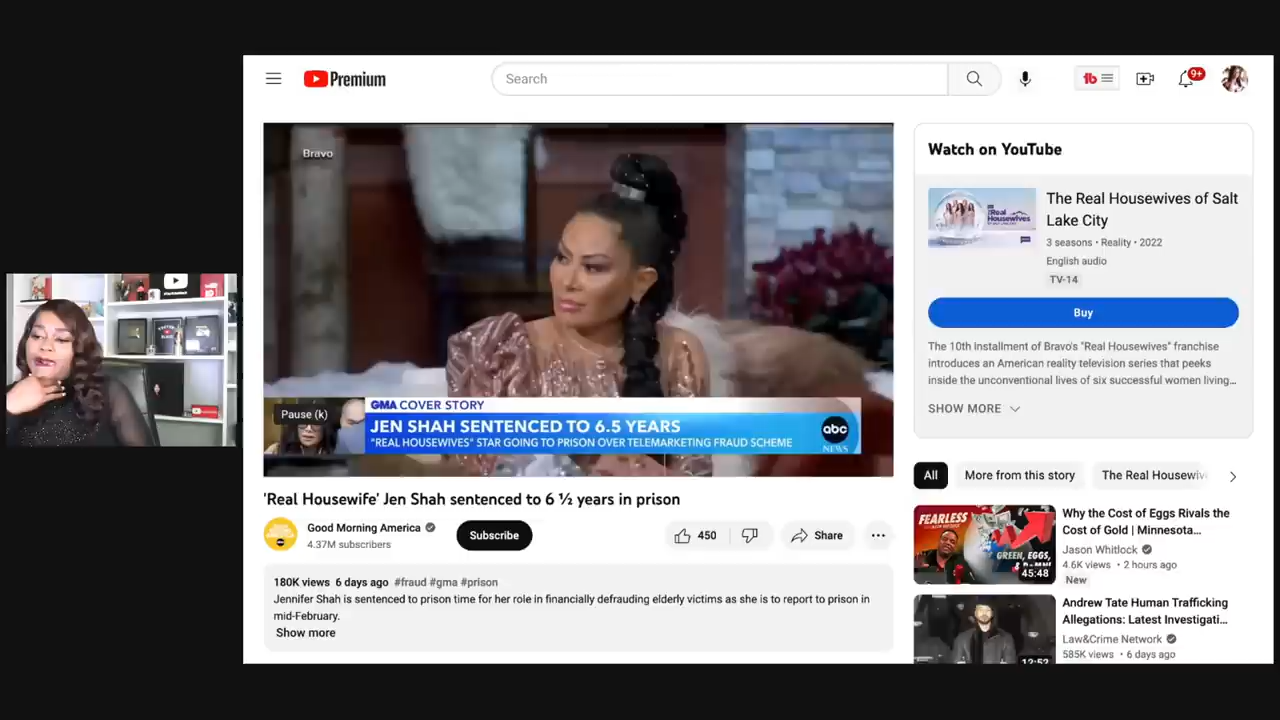 Premium
Search
9+
Bravo
Pause (k)
GMA COVER STORY
JEN SHAH SENTENCED TO 6.5 YEARS
"REAL HOUSEWIFES" STAR GOING TO PRISON OVER TELEMARKETING FRAUD SCHEME
abc
NEWS
'Real Housewife' Jen Shah sentenced to 6 ½ years in prison
Good Morning America
4.37M subscribers
Subscribe
450
Share
180K views 6 days ago #fraud #gma #prison
Jennifer Shah is sentenced to prison time for her role in financially defrauding elderly victims as she is to report to prison in
mid-February.
Show more
Watch on YouTube
The Real Housewives of Salt
Lake City
3 seasons • Reality • 2022
English audio
TV-14
Buy
The 10th installment of Bravo's "Real Housewives" franchise
introduces an American reality television series that peeks
inside the unconventional lives of six successful women living...
SHOW MORE
All
More from this story
The Real Housewiv
FEARLESS
GREEN, EGGS,
45:48
Why the Cost of Eggs Rivals the
Cost of Gold | Minnesota...
Jason Whitlock
4.6K views • 2 hours ago
New
12:52
Andrew Tate Human Trafficking
Allegations: Latest Investigati...
Law&Crime Network
585K views • 6 days ago